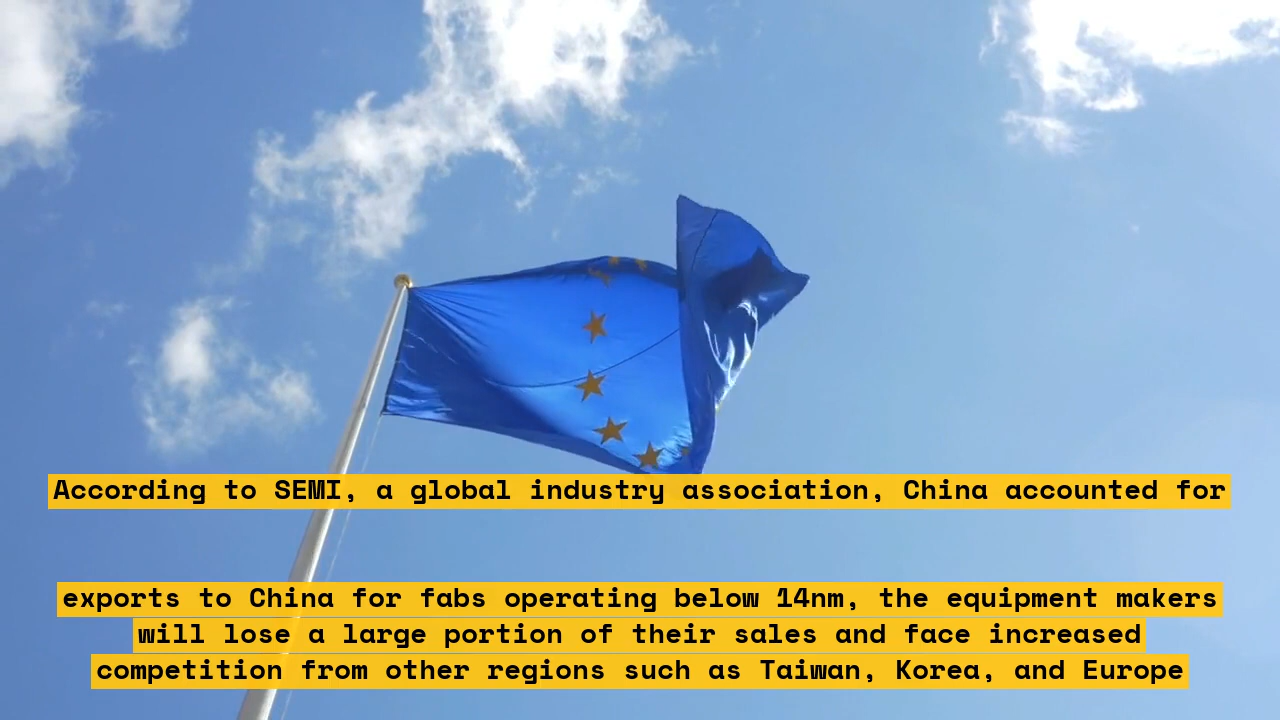 According to SEMI, a global industry association, China accounted for
exports to China for fabs operating below 14nm, the equipment makers
will lose a large portion of their sales and face increased
competition from other regions such as Taiwan, Korea, and Europe